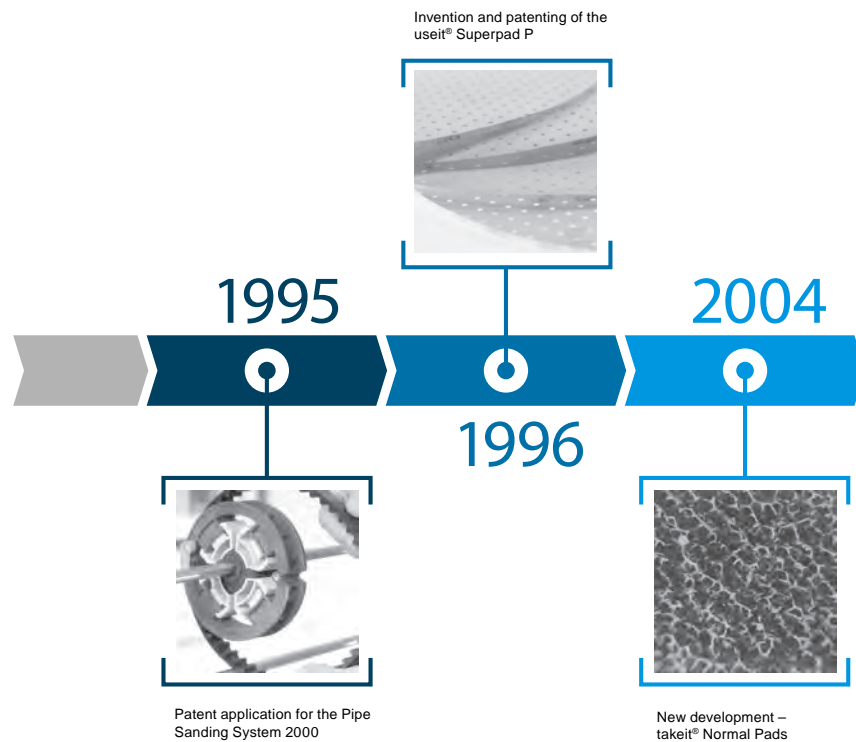 Invention and patenting of the
useit® Superpad P
1995
2004
1996
Patent application for the Pipe
Sanding System 2000
New development –
takeit® Normal Pads